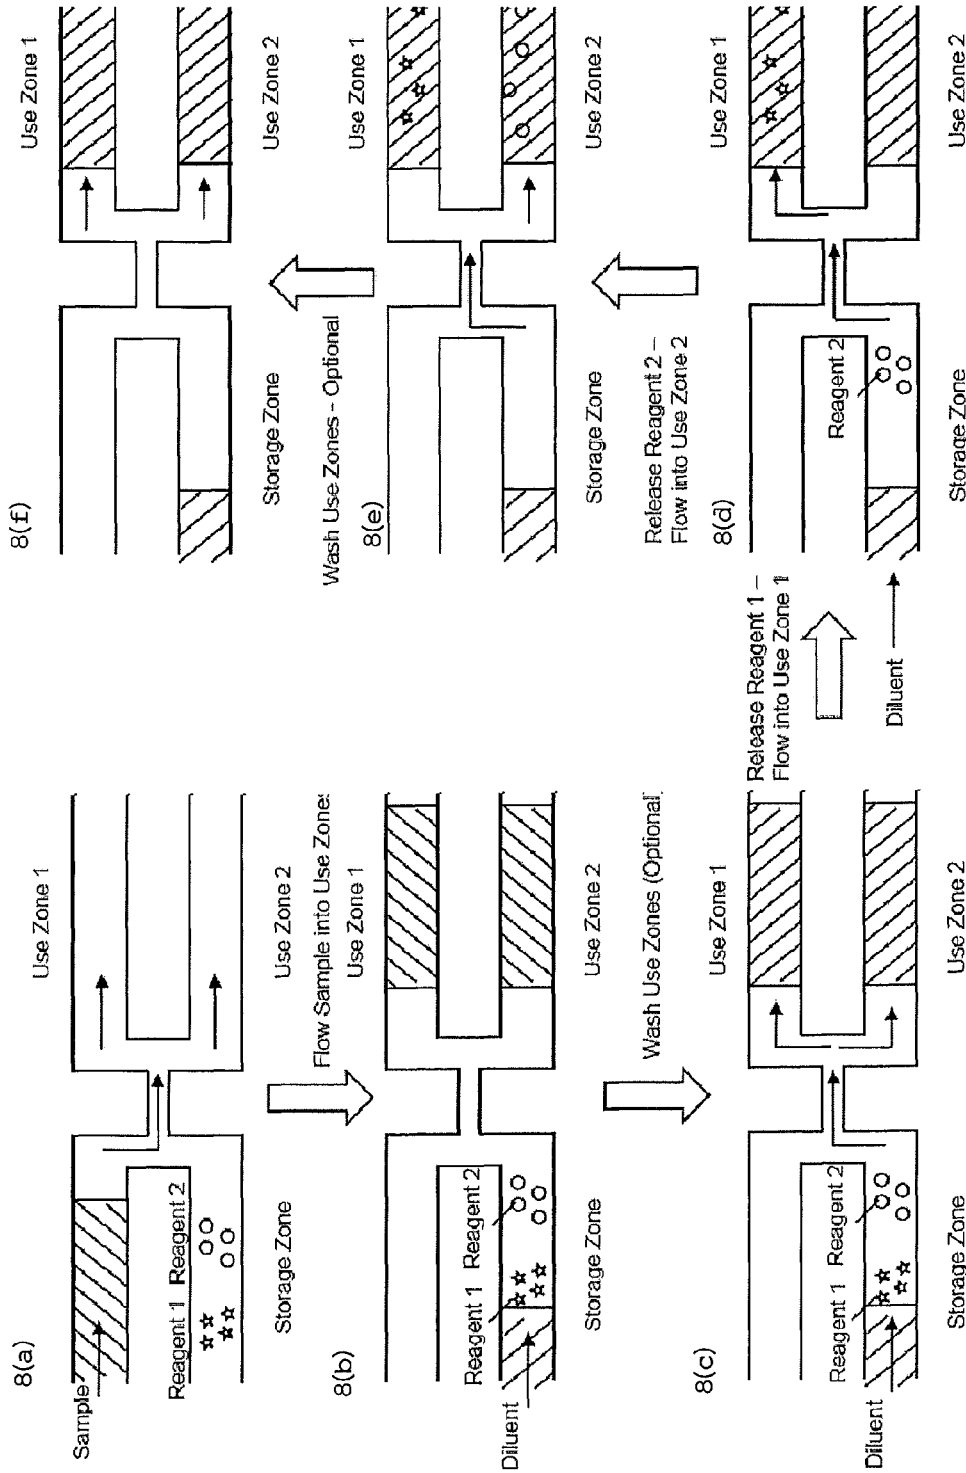 8(a)
Sample
Use Zone 1
Reagent 1 Reagent 2
Storage Zone
Use Zone 2
Flow Sample into Use Zones
8(b)
Use Zone 1
Reagent 1 Reagent 2
Diluent
Storage Zone
Use Zone 2
Wash Use Zones (Optional)
8(c)
Use Zone 1
Reagent 1 Reagent 2
Diluent
Storage Zone
Use Zone 2
Release Reagent 1 –
Flow into Use Zone 1
Diluent
8(d)
Use Zone 1
Reagent 2
Storage Zone
Use Zone 2
Release Reagent 2 –
Flow into Use Zone 2
8(e)
Use Zone 1
Storage Zone
Use Zone 2
Wash Use Zones - Optional
8(f)
Use Zone 1
Storage Zone
Use Zone 2